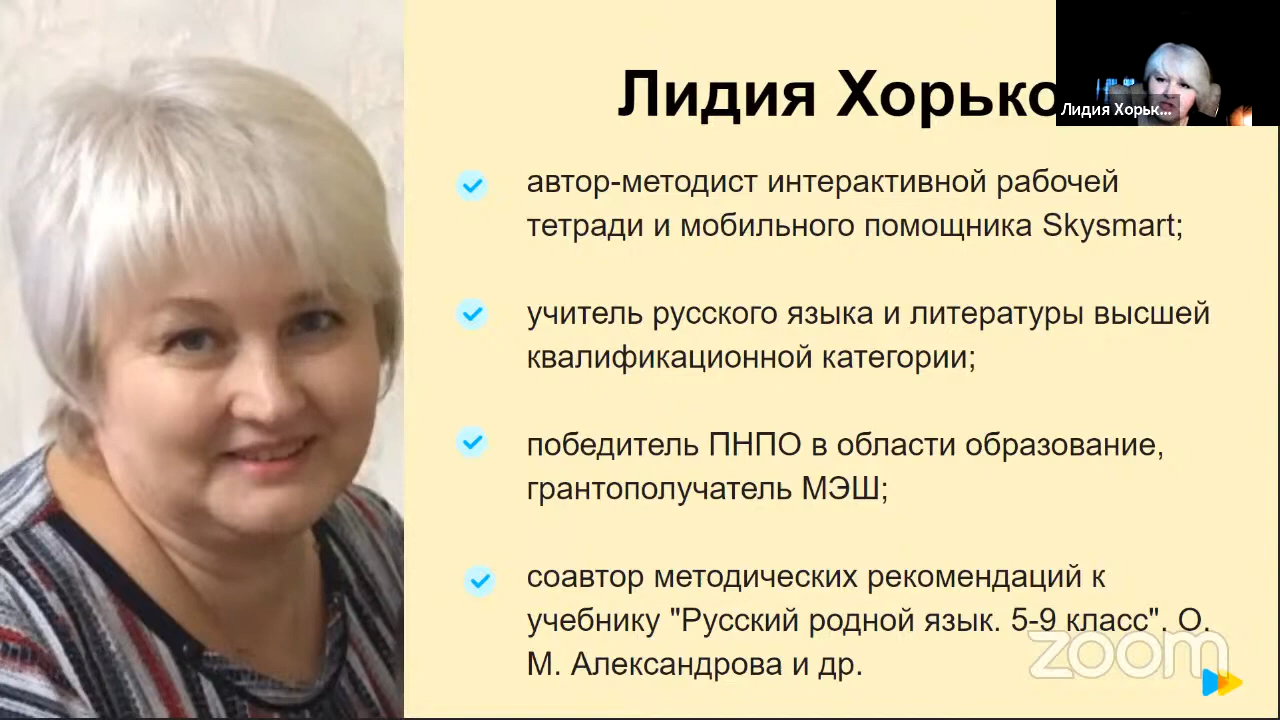 Лидия Хорько
Лидия Хорьк...
автор-методист интерактивной рабочей
тетради и мобильного помощника Skysmart;
учитель русского языка и литературы высшей
квалификационной категории;
победитель ПНПО в области образование,
грантополучатель МЭШ;
соавтор методических рекомендаций к
учебнику "Русский родной язык. 5-9 класс". О.
М. Александрова и др.
zoom